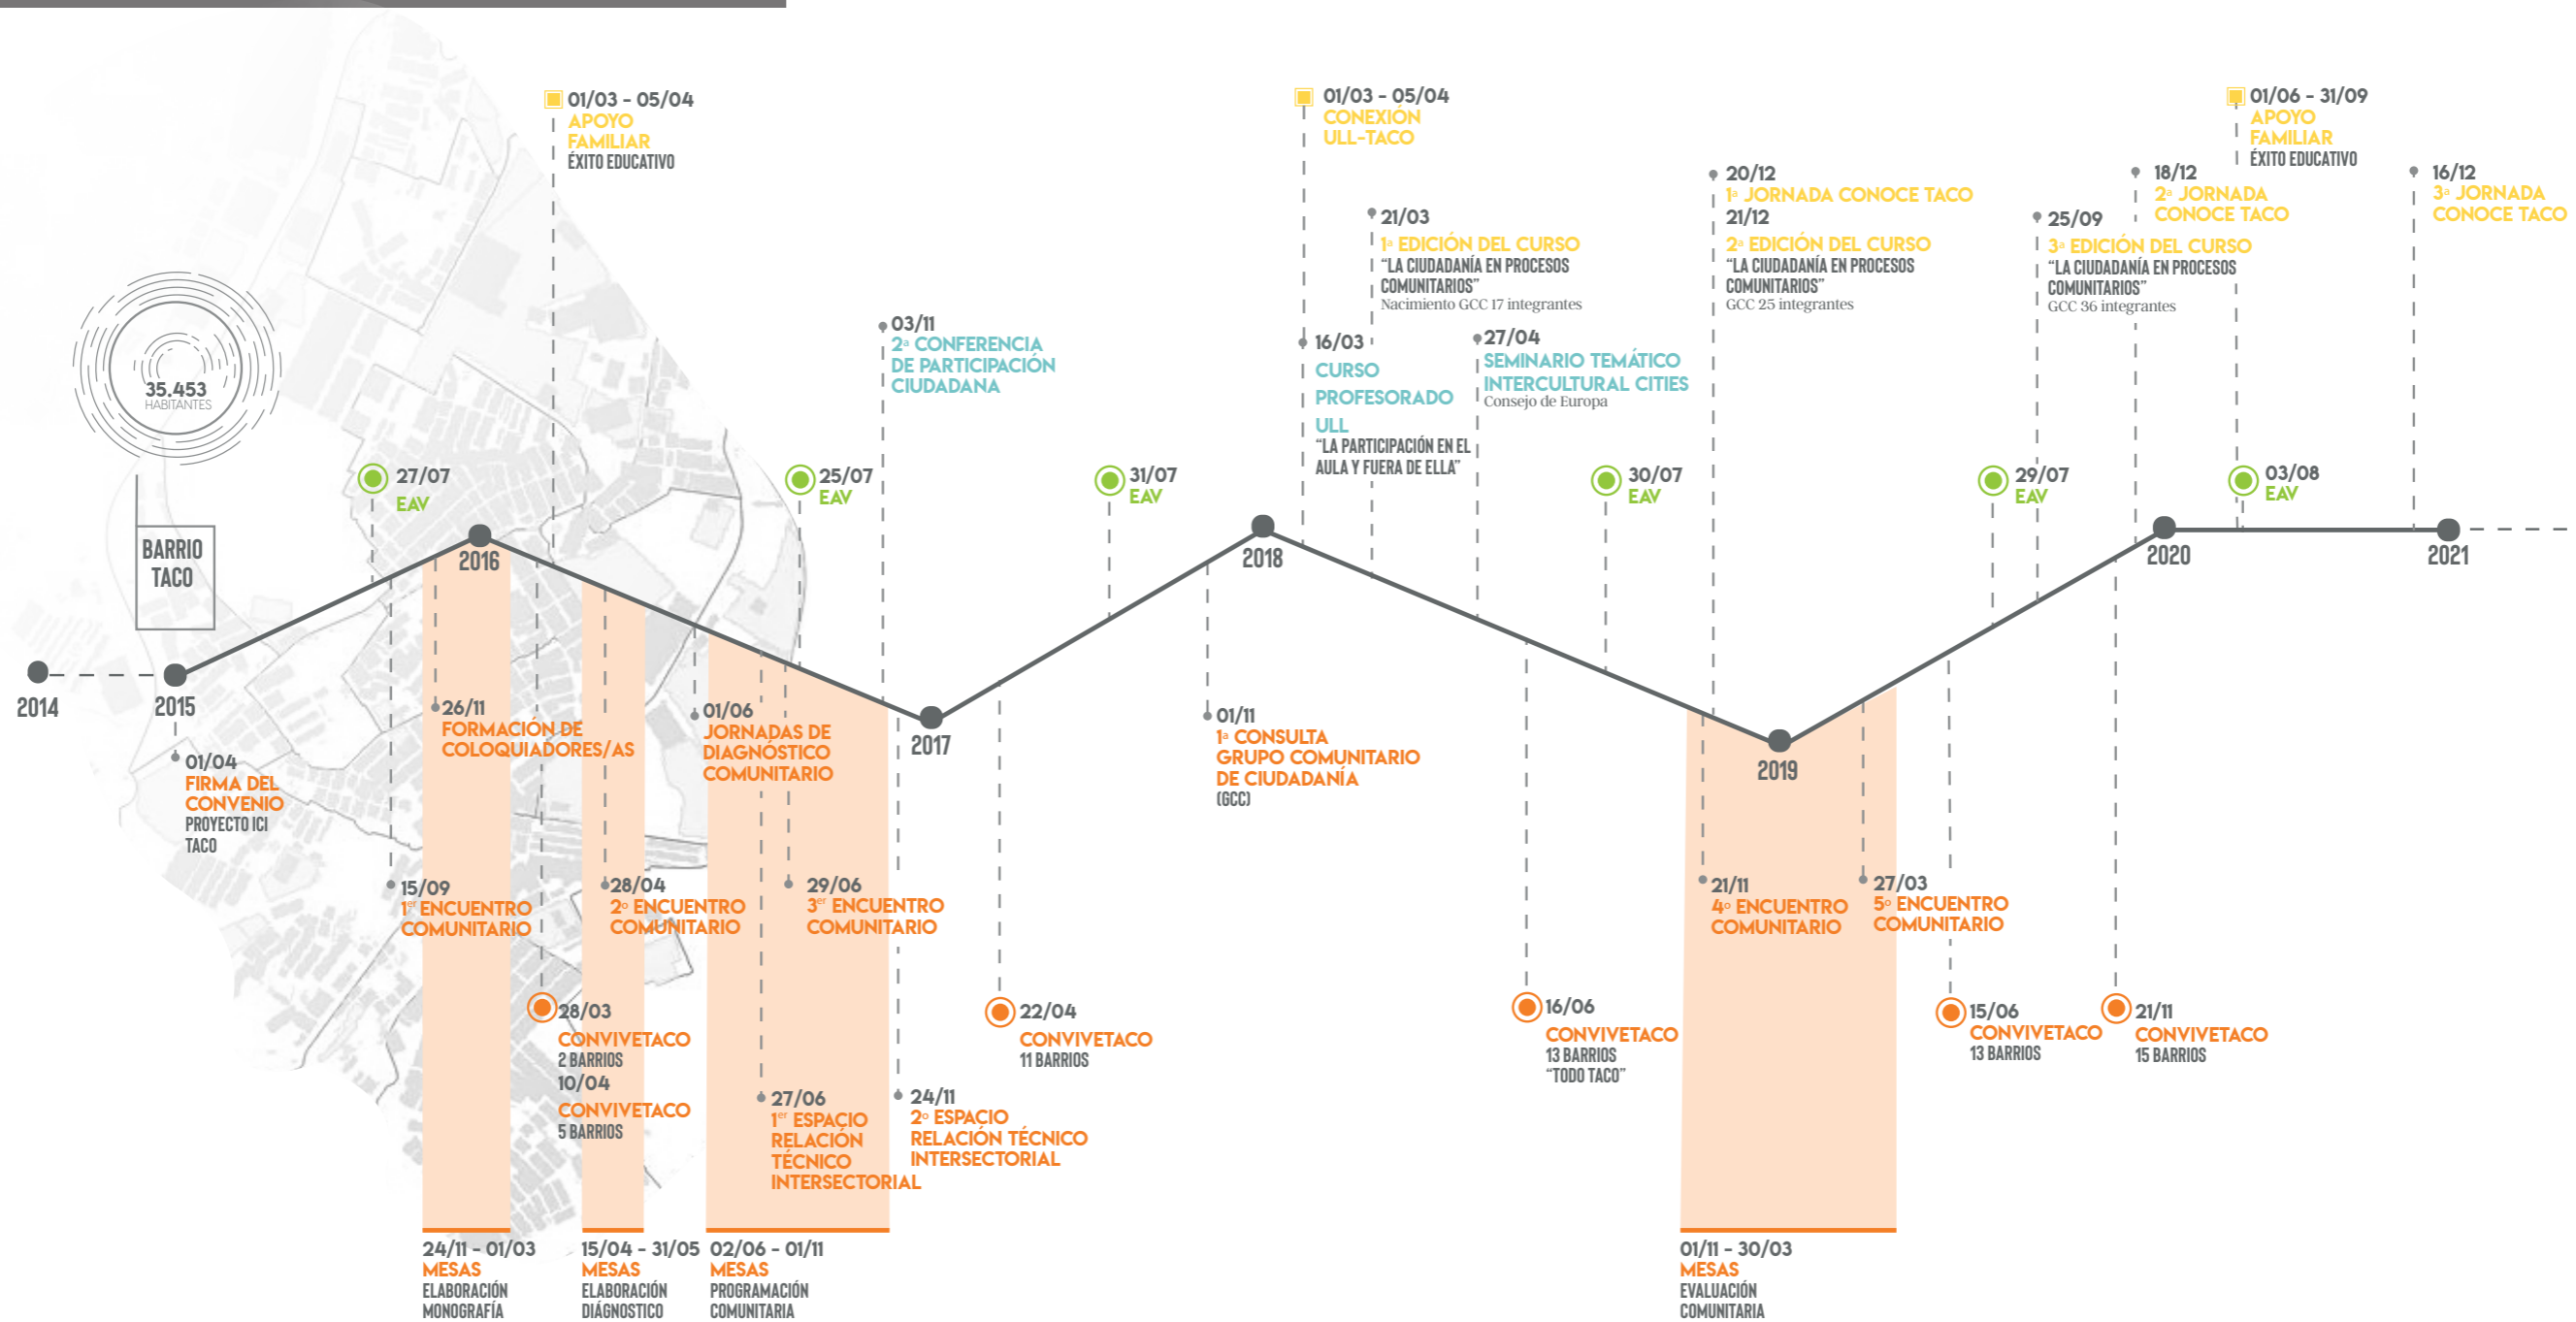 01/03 - 05/04
APOYO
FAMILIAR
ÉXITO EDUCATIVO
01/03 - 05/04
CONEXIÓN
ULL-TACO
01/06 - 31/09
APOYO
FAMILIAR
ÉXITO EDUCATIVO
20/12
1ª JORNADA CONOCE TACO
21/12
2ª EDICIÓN DEL CURSO
“LA CIUDADANÍA EN PROCESOS
COMUNITARIOS”
GCC 25 integrantes
18/12
2ª JORNADA
CONOCE TACO
16/12
3ª JORNADA
CONOCE TACO
21/03
1ª EDICIÓN DEL CURSO
“LA CIUDADANÍA EN PROCESOS
COMUNITARIOS”
Nacimiento GCC 17 integrantes
25/09
3ª EDICIÓN DEL CURSO
“LA CIUDADANÍA EN PROCESOS
COMUNITARIOS”
GCC 36 integrantes
03/11
2ª CONFERENCIA
DE PARTICIPACIÓN
CIUDADANA
16/03
CURSO
PROFESORADO
ULL
“LA PARTICIPACIÓN EN EL
AULA Y FUERA DE ELLA”
27/04
SEMINARIO TEMÁTICO
INTERCULTURAL CITIES
Consejo de Europa
35.453
HABITANTES
BARRIO
TACO
27/07
EAV
25/07
EAV
31/07
EAV
30/07
EAV
29/07
EAV
03/08
EAV
2014
2015
2016
2017
2018
2019
2020
2021
01/04
FIRMA DEL
CONVENIO
PROYECTO ICI
TACO
26/11
FORMACIÓN DE
COLOQUIADORES/AS
01/06
JORNADAS DE
DIAGNÓSTICO
COMUNITARIO
01/11
1ª CONSULTA
GRUPO COMUNITARIO
DE CIUDADANÍA
(GCC)
15/09
1er ENCUENTRO
COMUNITARIO
28/04
2º ENCUENTRO
COMUNITARIO
29/06
3er ENCUENTRO
COMUNITARIO
21/11
4º ENCUENTRO
COMUNITARIO
27/03
5º ENCUENTRO
COMUNITARIO
28/03
CONVIVETACO
2 BARRIOS
10/04
CONVIVETACO
5 BARRIOS
22/04
CONVIVETACO
11 BARRIOS
16/06
CONVIVETACO
13 BARRIOS
“TODO TACO”
15/06
CONVIVETACO
13 BARRIOS
21/11
CONVIVETACO
15 BARRIOS
27/06
1er ESPACIO
RELACIÓN
TÉCNICO
INTERSECTORIAL
24/11
2º ESPACIO
RELACIÓN TÉCNICO
INTERSECTORIAL
24/11 - 01/03
MESAS
ELABORACIÓN
MONOGRAFÍA
15/04 - 31/05
MESAS
ELABORACIÓN
DIÁGNOSTICO
02/06 - 01/11
MESAS
PROGRAMACIÓN
COMUNITARIA
01/11 - 30/03
MESAS
EVALUACIÓN
COMUNITARIA